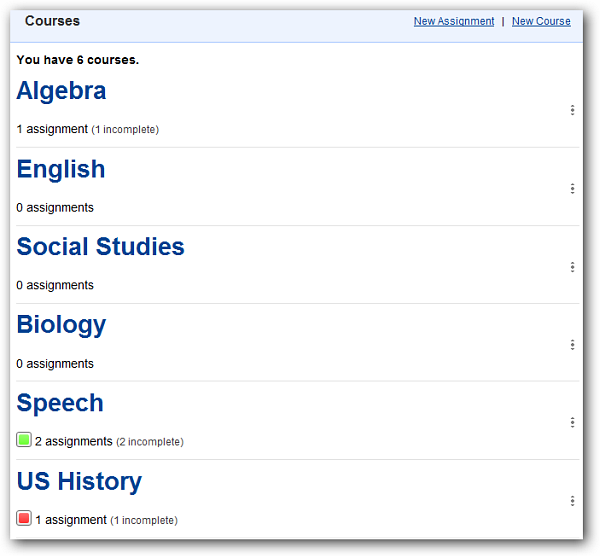 Courses New Assignment | New Course
You have 6 courses.
Algebra
1 assignment (1 incomplete)
English
0 assignments
Social Studies
0 assignments
Biology
0 assignments
Speech
2 assignments (2 incomplete)
US History
1 assignment (1 incomplete)